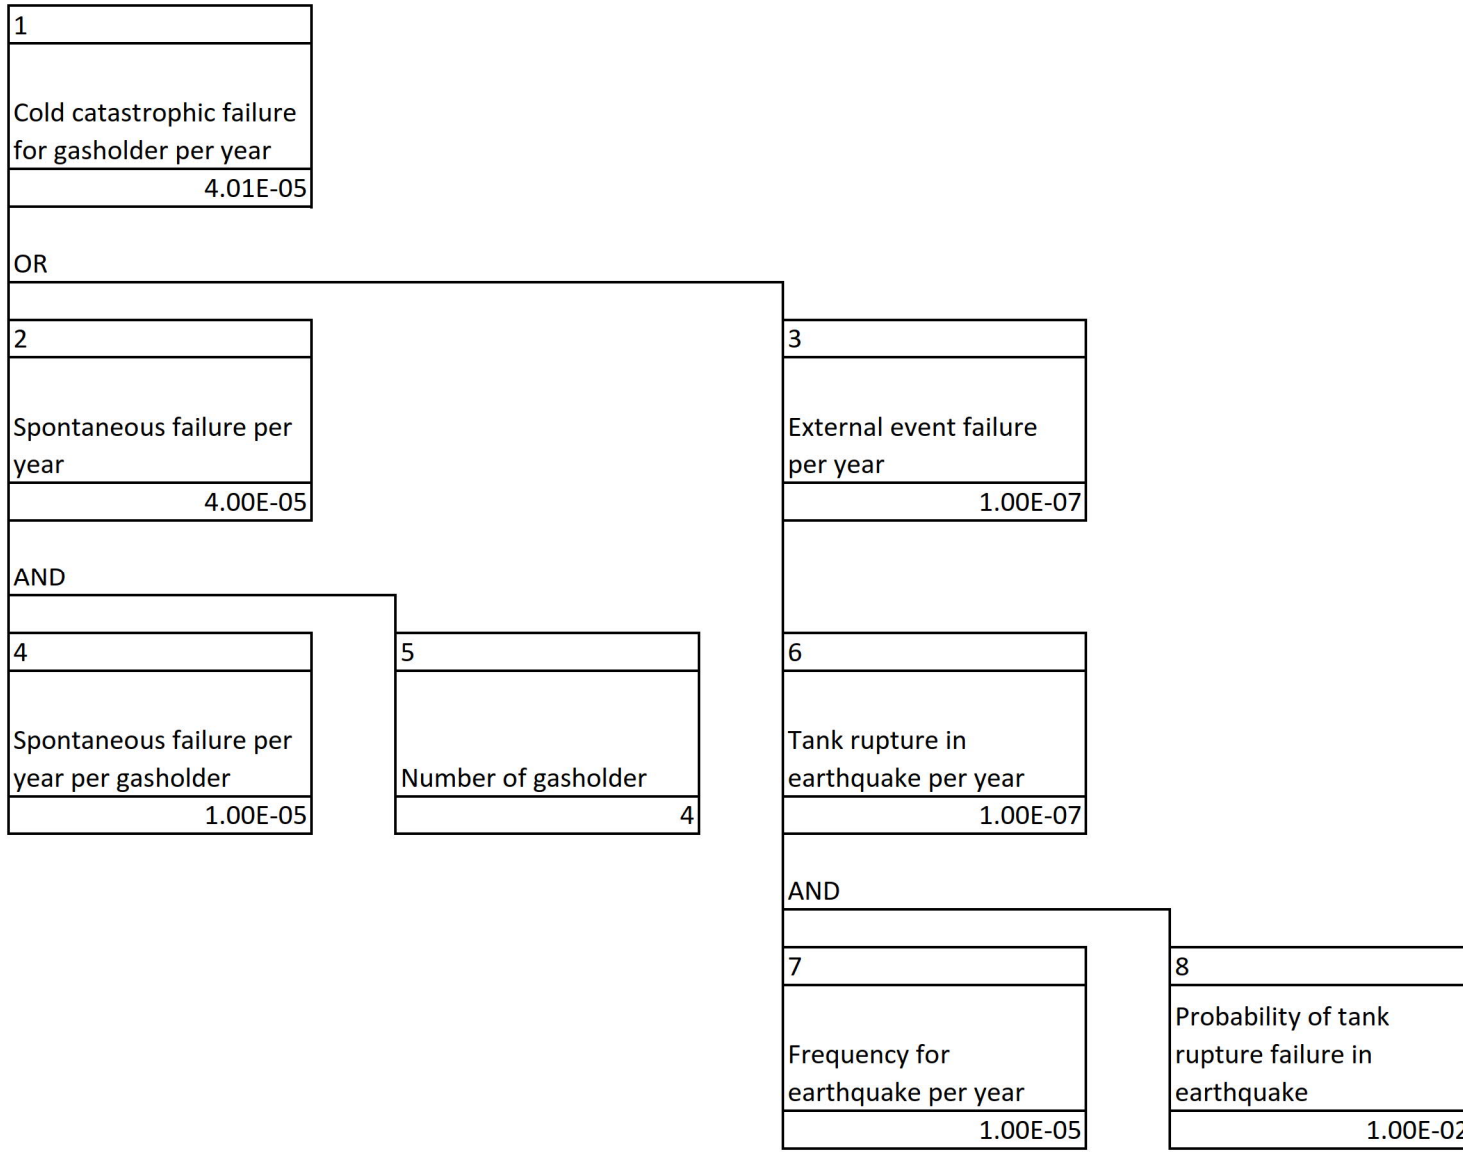 1
Cold catastrophic failure
for gasholder per year
4.01E-05
OR
2
Spontaneous failure per
year
4.00E-05
3
External event failure
per year
1.00E-07
AND
4
Spontaneous failure per
year per gasholder
1.00E-05
5
Number of gasholder
4
6
Tank rupture in
earthquake per year
1.00E-07
AND
7
Frequency for
earthquake per year
1.00E-05
8
Probability of tank
rupture failure in
earthquake
1.00E-02